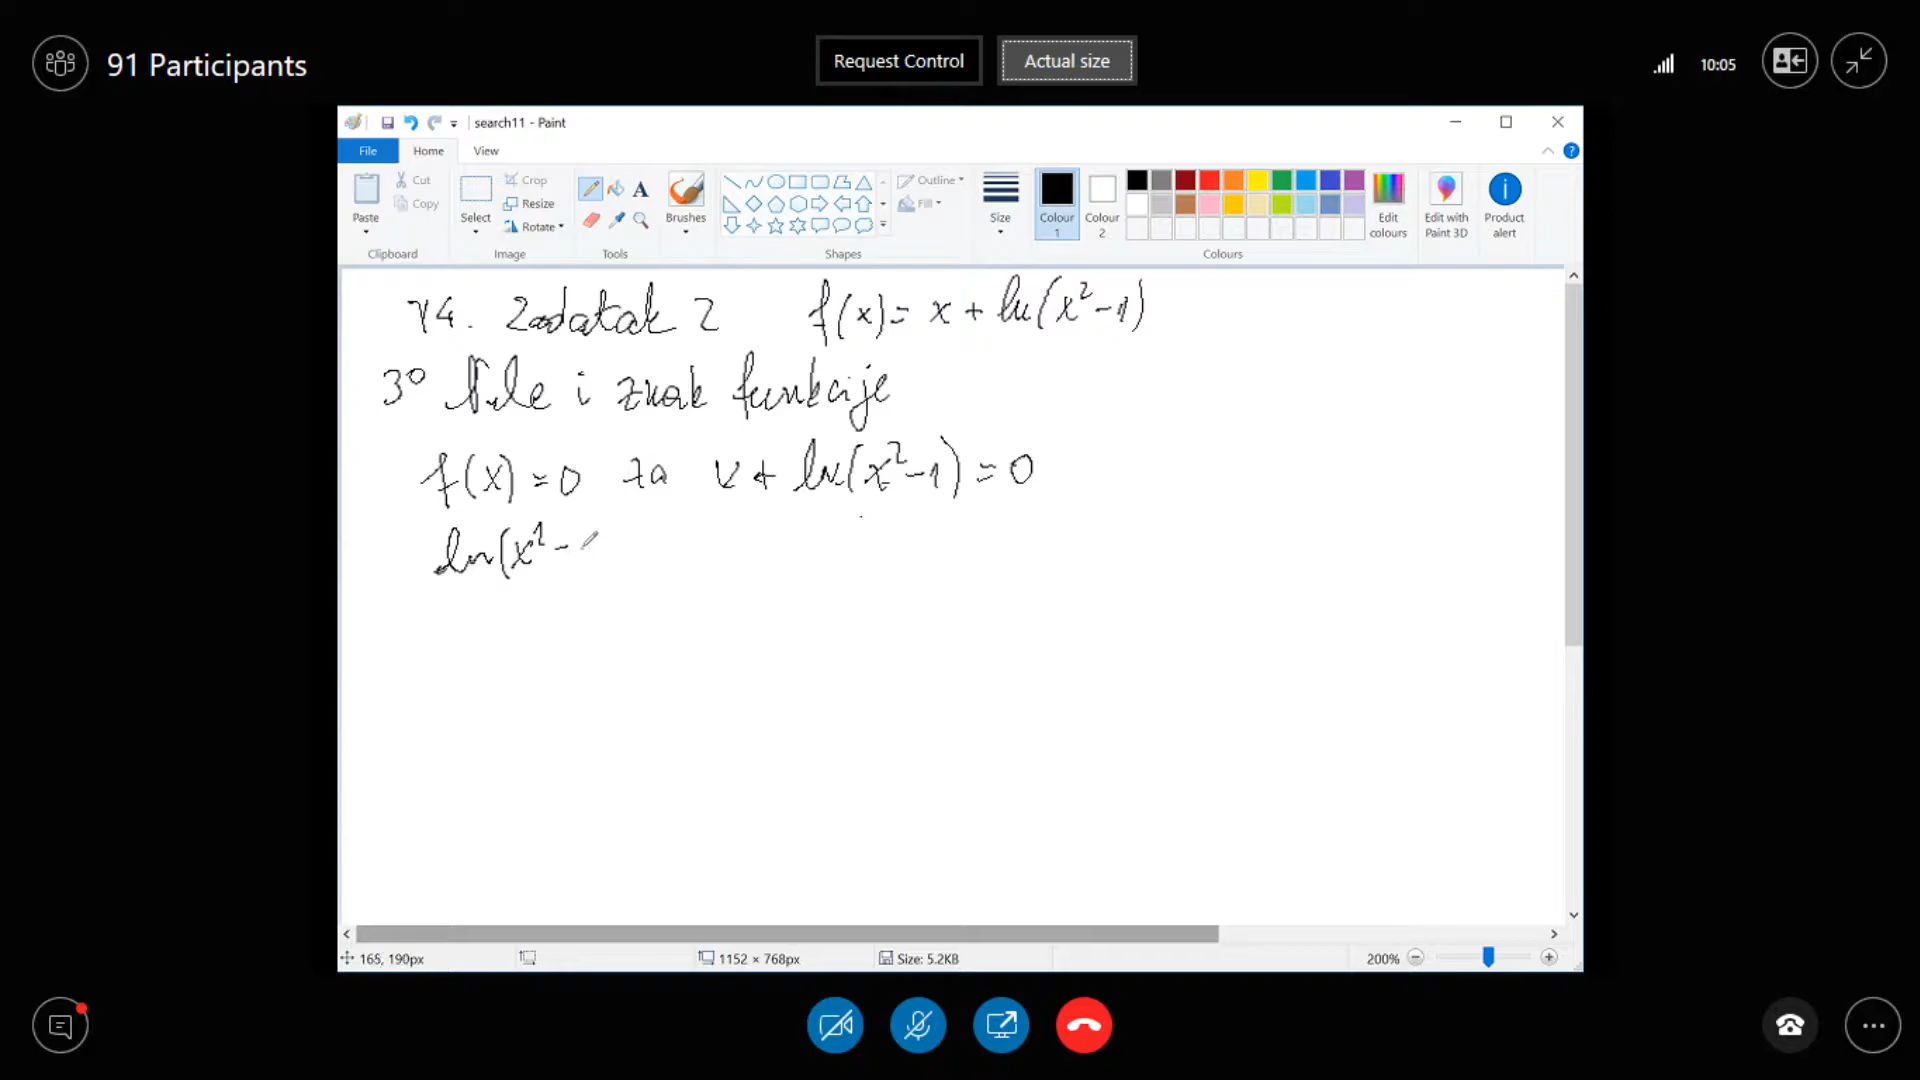 91 Participants
Request Control
Actual size
10:05
search11 - Paint
File Home View
Paste
Clipboard
Cut
Copy
Select
Crop
Resize
Rotate
Image
Tools
Brushes
Shapes
Outline
Fill
Size
Colour 1
Colour 2
Edit colours
Colours
Edit with Paint 3D
Product alert
V4. Zadatak 2 f(x)= x + ln(x²-1)
3° Nule i znak funkcije
f(x)=0 za x + ln(x²-1) = 0
ln(x² -
165, 190px
1152 × 768px
Size: 5.2KB
200%